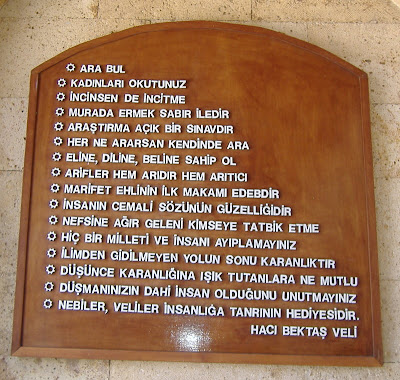 ARA BUL
KADINLARI OKUTUNUZ
İNCİNSEN DE İNCİTME
MURADA ERMEK SABIR İLEDİR
ARAŞTIRMA AÇIK BİR SINAVDIR
HER NE ARARSAN KENDİNDE ARA
ELİNE, DİLİNE, BELİNE SAHİP OL
ARİFLER HEM ARIDIR HEM ARITICI
MARİFET EHLİNİN İLK MAKAMI EDEBDİR
İNSANIN CEMALİ SÖZÜNÜN GÜZELLİĞİDİR
NEFSİNE AĞIR GELENİ KİMSEYE TATBİK ETME
HİÇ BİR MİLLETİ VE İNSANI AYIPLAMAYINIZ
İLİMDEN GİDİLMEYEN YOLUN SONU KARANLIKTIR
DÜŞÜNCE KARANLIĞINA IŞIK TUTANLARA NE MUTLU
DÜŞMANINIZIN DAHİ İNSAN OLDUĞUNU UNUTMAYINIZ
NEBİLER, VELİLER İNSANLIĞA TANRININ HEDİYESİDİR.
HACI BEKTAŞ VELİ